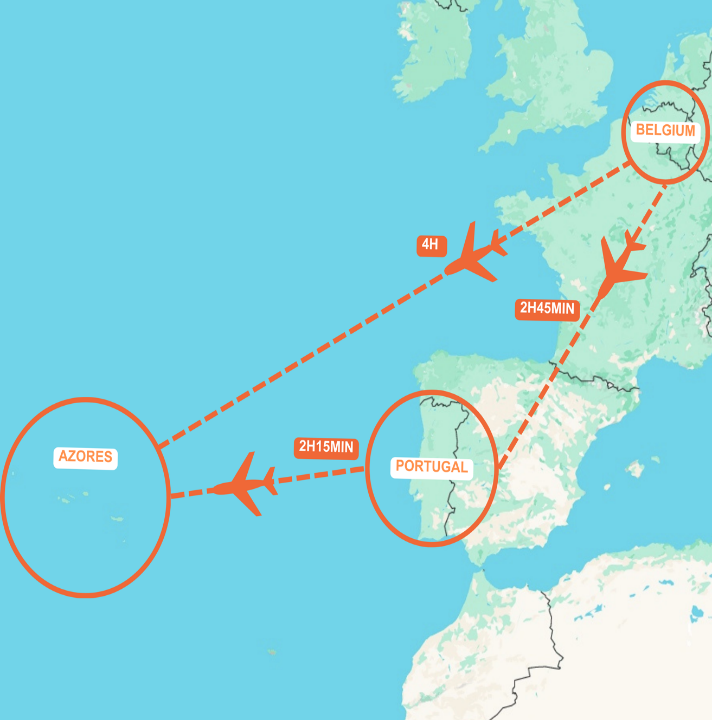 BELGIUM
4H
2H45MIN
2H15MIN
AZORES
PORTUGAL